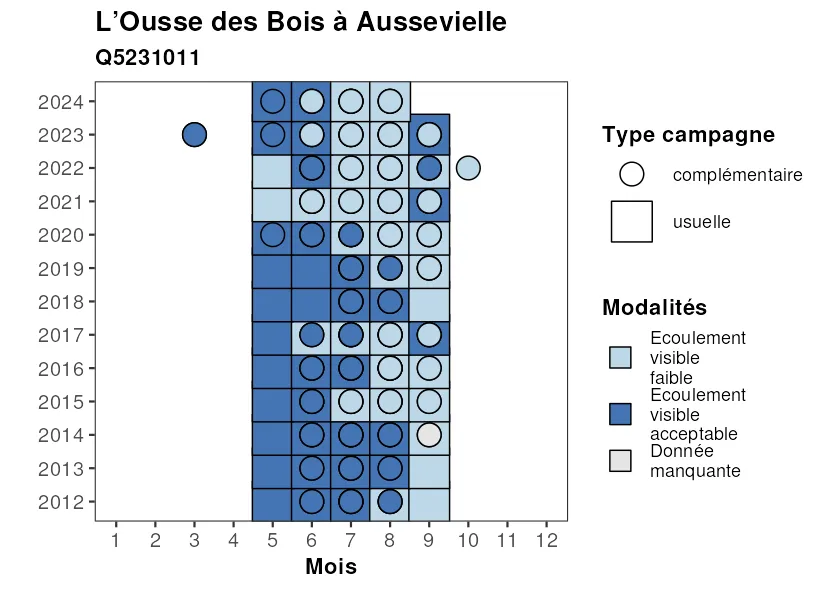 L’Ousse des Bois à Aussevielle
Q5231011
2024
2023
2022
2021
2020
2019
2018
2017
2016
2015
2014
2013
2012
1 2 3 4 5 6 7 8 9 10 11 12
Mois
Type campagne
complémentaire
usuelle
Modalités
Ecoulement
visible
faible
Ecoulement
visible
acceptable
Donnée
manquante